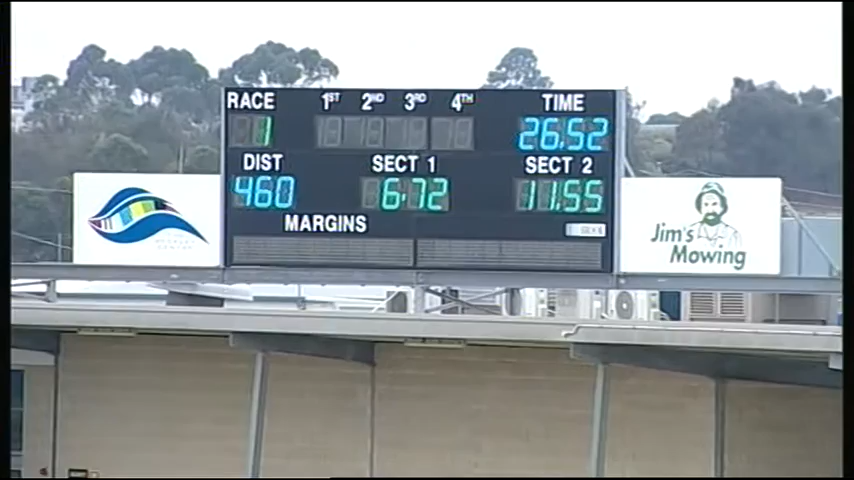 RACE 1ST 2ND 3RD 4TH TIME
1 26.52
DIST SECT 1 SECT 2
460 6.72 11.55
MARGINS
Jim's
Mowing